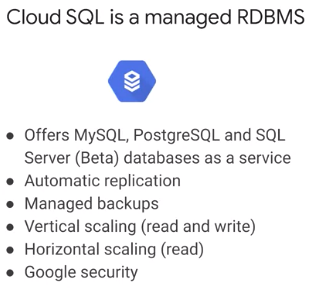 Cloud SQL is a managed RDBMS
• Offers MySQL, PostgreSQL and SQL
Server (Beta) databases as a service
• Automatic replication
• Managed backups
• Vertical scaling (read and write)
• Horizontal scaling (read)
• Google security